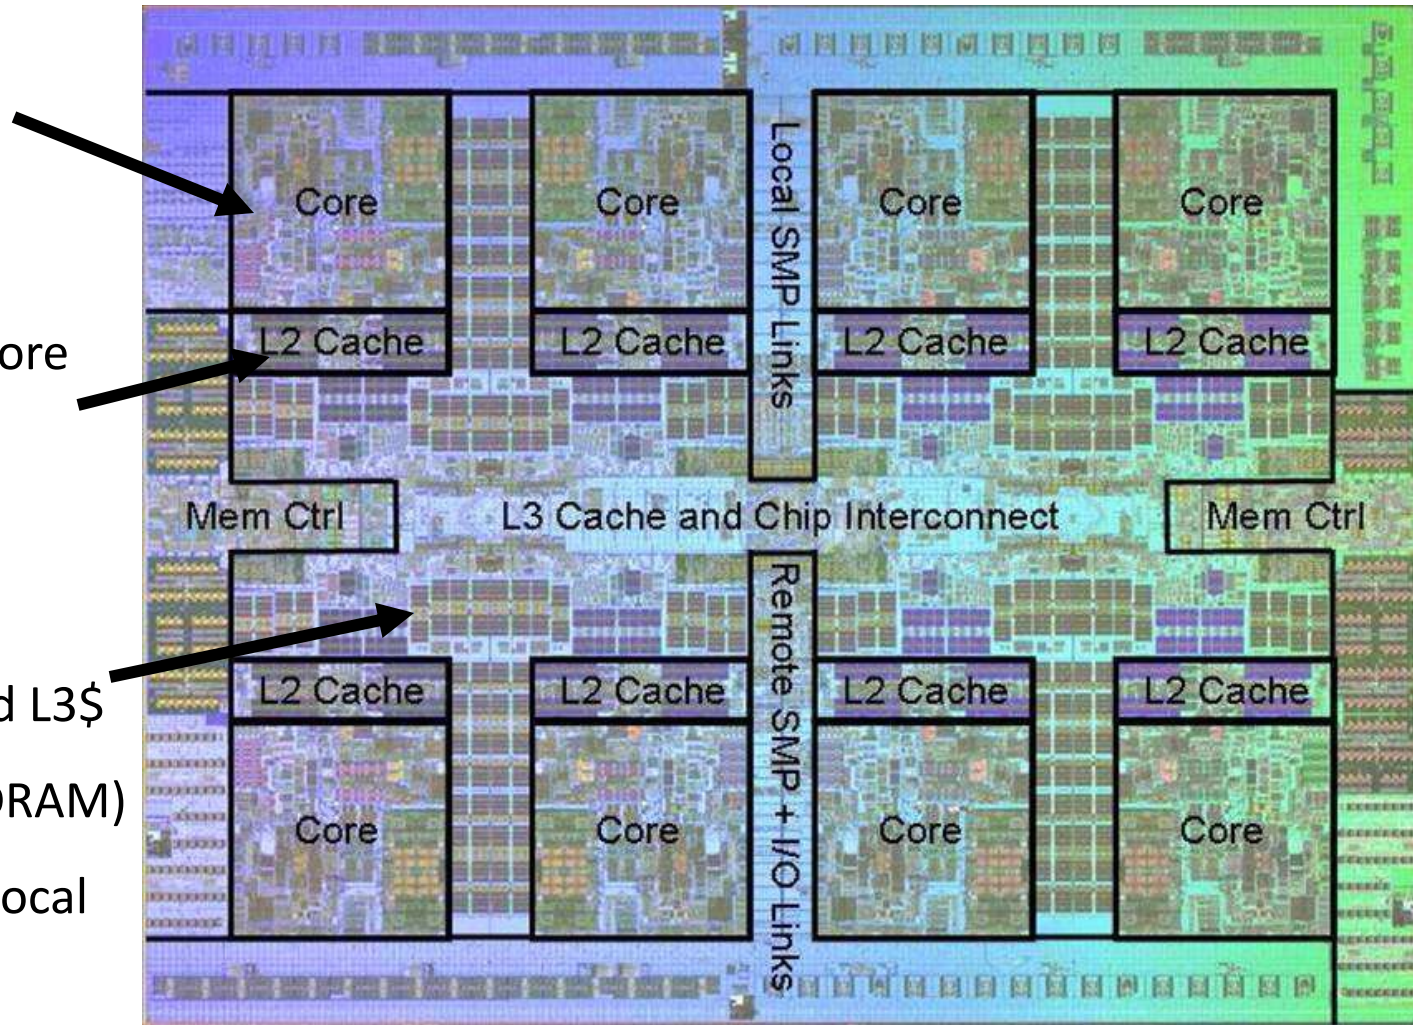 Core
Core
Core
Core
Local SMP Links
L2 Cache
L2 Cache
L2 Cache
L2 Cache
ore
Mem Ctrl
L3 Cache and Chip Interconnect
Mem Ctrl
Remote SMP + I/O Links
L2 Cache
L2 Cache
L2 Cache
L2 Cache
d L3$
DRAM)
Core
Core
Core
Core
ocal